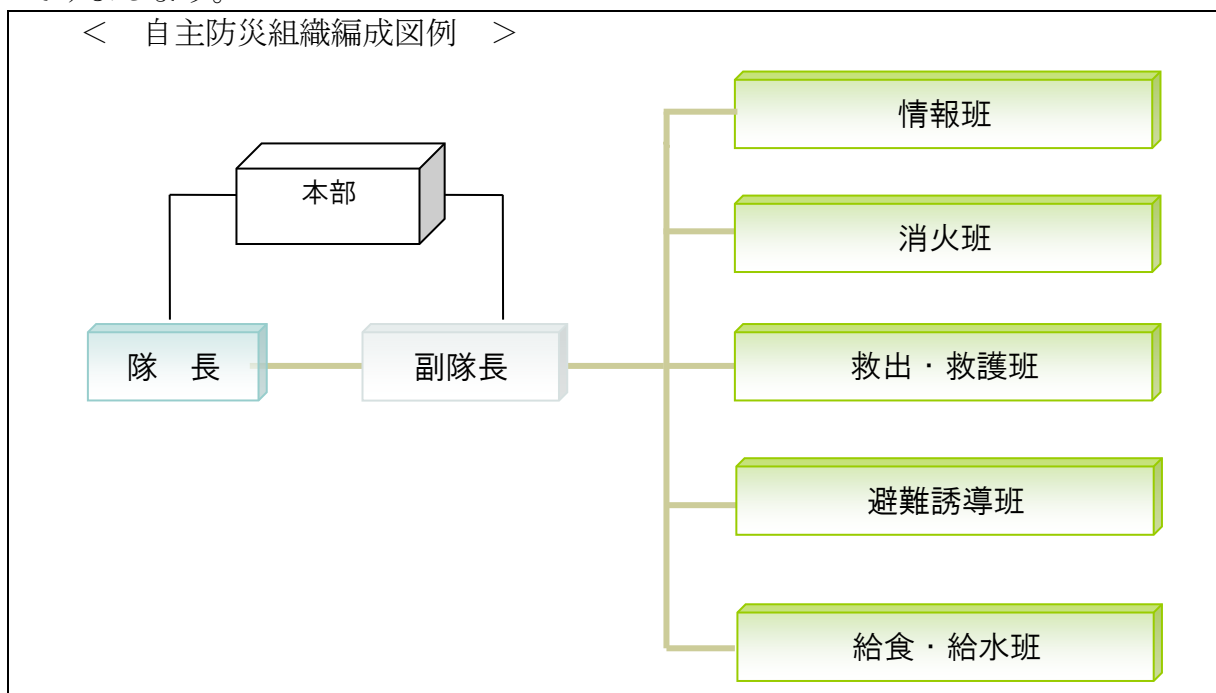 ＜　自主防災組織編成図例　＞
本部
隊　長
副隊長
情報班
消火班
救出・救護班
避難誘導班
給食・給水班